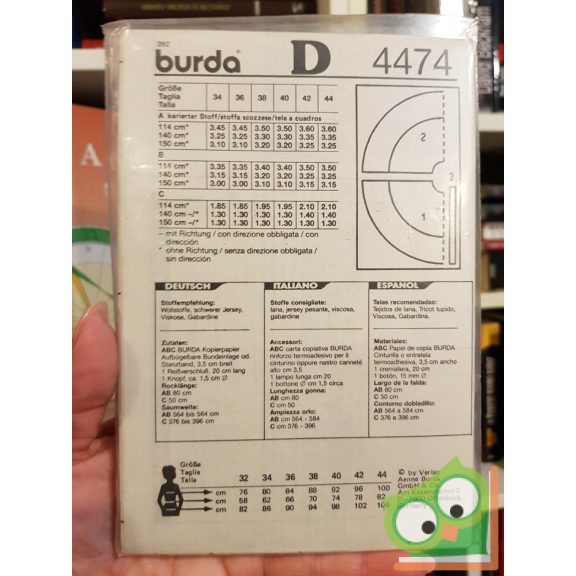 392
burda D 4474
Größe
Taglia
Talla
34 36 38 40 42 44
A karierter Stoff/stoffa scozzese/tela a cuadros
114 cm* 3.45 3.45 3.50 3.50 3.60 3.60
140 cm* 3.25 3.25 3.30 3.30 3.35 3.35
150 cm* 3.10 3.10 3.20 3.20 3.25 3.25
B
114 cm* 3.35 3.35 3.40 3.40 3.50 3.50
140 cm* 3.15 3.15 3.20 3.20 3.25 3.25
150 cm* 3.00 3.00 3.10 3.10 3.15 3.15
C
114 cm* 1.85 1.85 1.95 1.95 2.10 2.10
140 cm –/* 1.30 1.30 1.30 1.30 1.40 1.40
150 cm –/* 1.30 1.30 1.30 1.30 1.30 1.30
– mit Richtung / con direzione obbligata / con
dirección
* ohne Richtung / senza direzione obbligata /
sin dirección
2
3
1
A
DEUTSCH
Stoffempfehlung:
Wollstoffe, schwerer Jersey,
Viskose, Gabardine
Zutaten:
ABC BURDA Kopierpapier
Aufbügelbare Bundeinlage od.
Stanzband, 3,5 cm breit
1 Reißverschluß, 20 cm lang
1 Knopf, ca. 1,5 cm Ø
Rocklänge:
AB 80 cm
C 50 cm
Saumweite:
AB 564 bis 584 cm
C 376 bis 396 cm
ITALIANO
Stoffe consigliate:
lana, jersey pesante, viscosa,
gabardine
Accessori:
ABC carta copiativa BURDA
rinforzo termoadesivo per il
cinturino oppure nastro canneté
alto cm 3,5
1 lampo lunga cm 20
1 bottone Ø cm 1,5 circa
Lunghezza gonna:
AB cm 80
C cm 50
Ampiezza orlo:
AB cm 564 - 584
C cm 376 - 396
ESPAÑOL
Telas recomendadas:
Tejidos de lana, Tricot tupido,
Viscosa, Gabardina.
Materiales:
ABC Papel de copia BURDA
Cinturilla o entretela
termoadhesiva, 3,5 cm ancho
1 cremallera, 20 cm
1 botón, 15 mm Ø
Largo de la falda:
AB 80 cm
C 50 cm
Contorno dobladillo:
AB 564 a 584 cm
C 376 a 396 cm
Größe
Taglia
Talla
32 34 36 38 40 42 44
cm 76 80 84 88 92 96 100
cm 58 62 66 70 74 78 82
cm 82 86 90 94 98 102 106
© by Verlag
Aenne Burda
GmbH & Co.
Am Kestendamm 2